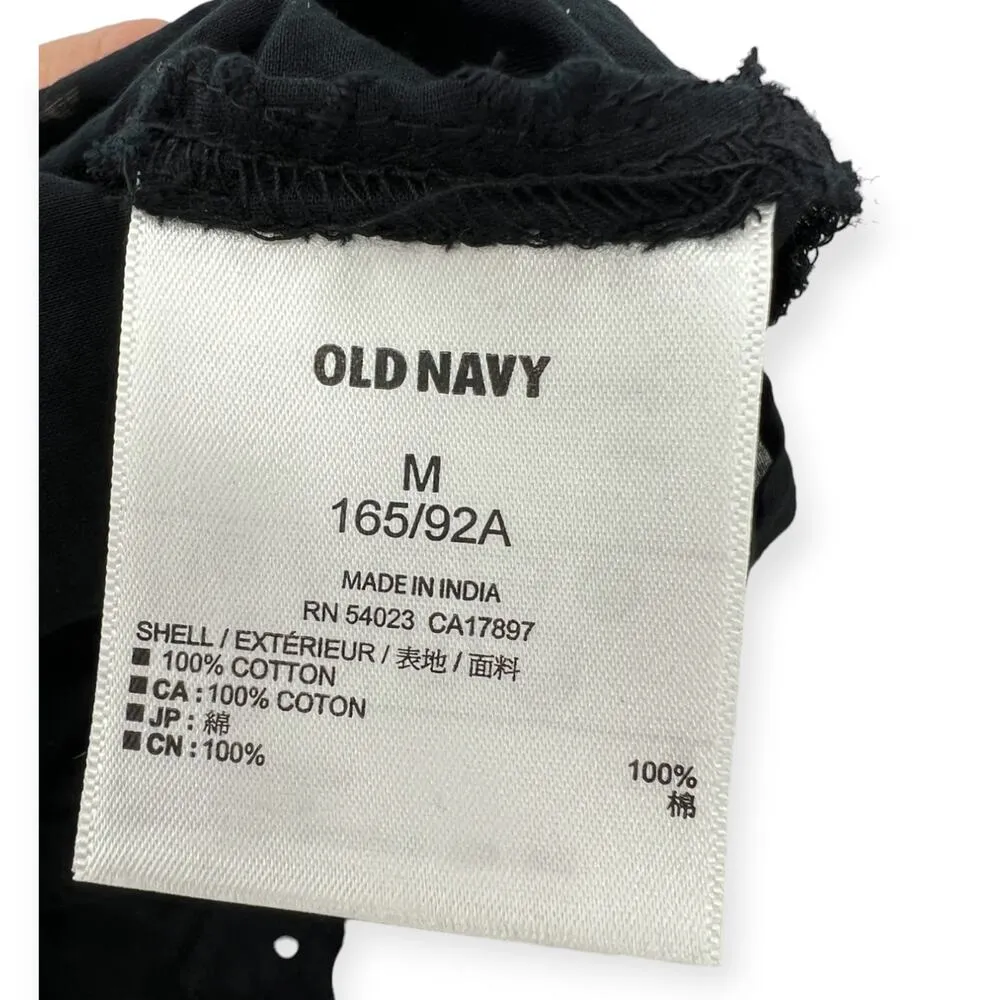 OLD NAVY
M
165/92A
MADE IN INDIA
RN 54023 CA17897
SHELL / EXTÉRIEUR / 表地 / 面料
100% COTTON
CA : 100% COTON
JP : 綿 100%
CN : 100% 棉